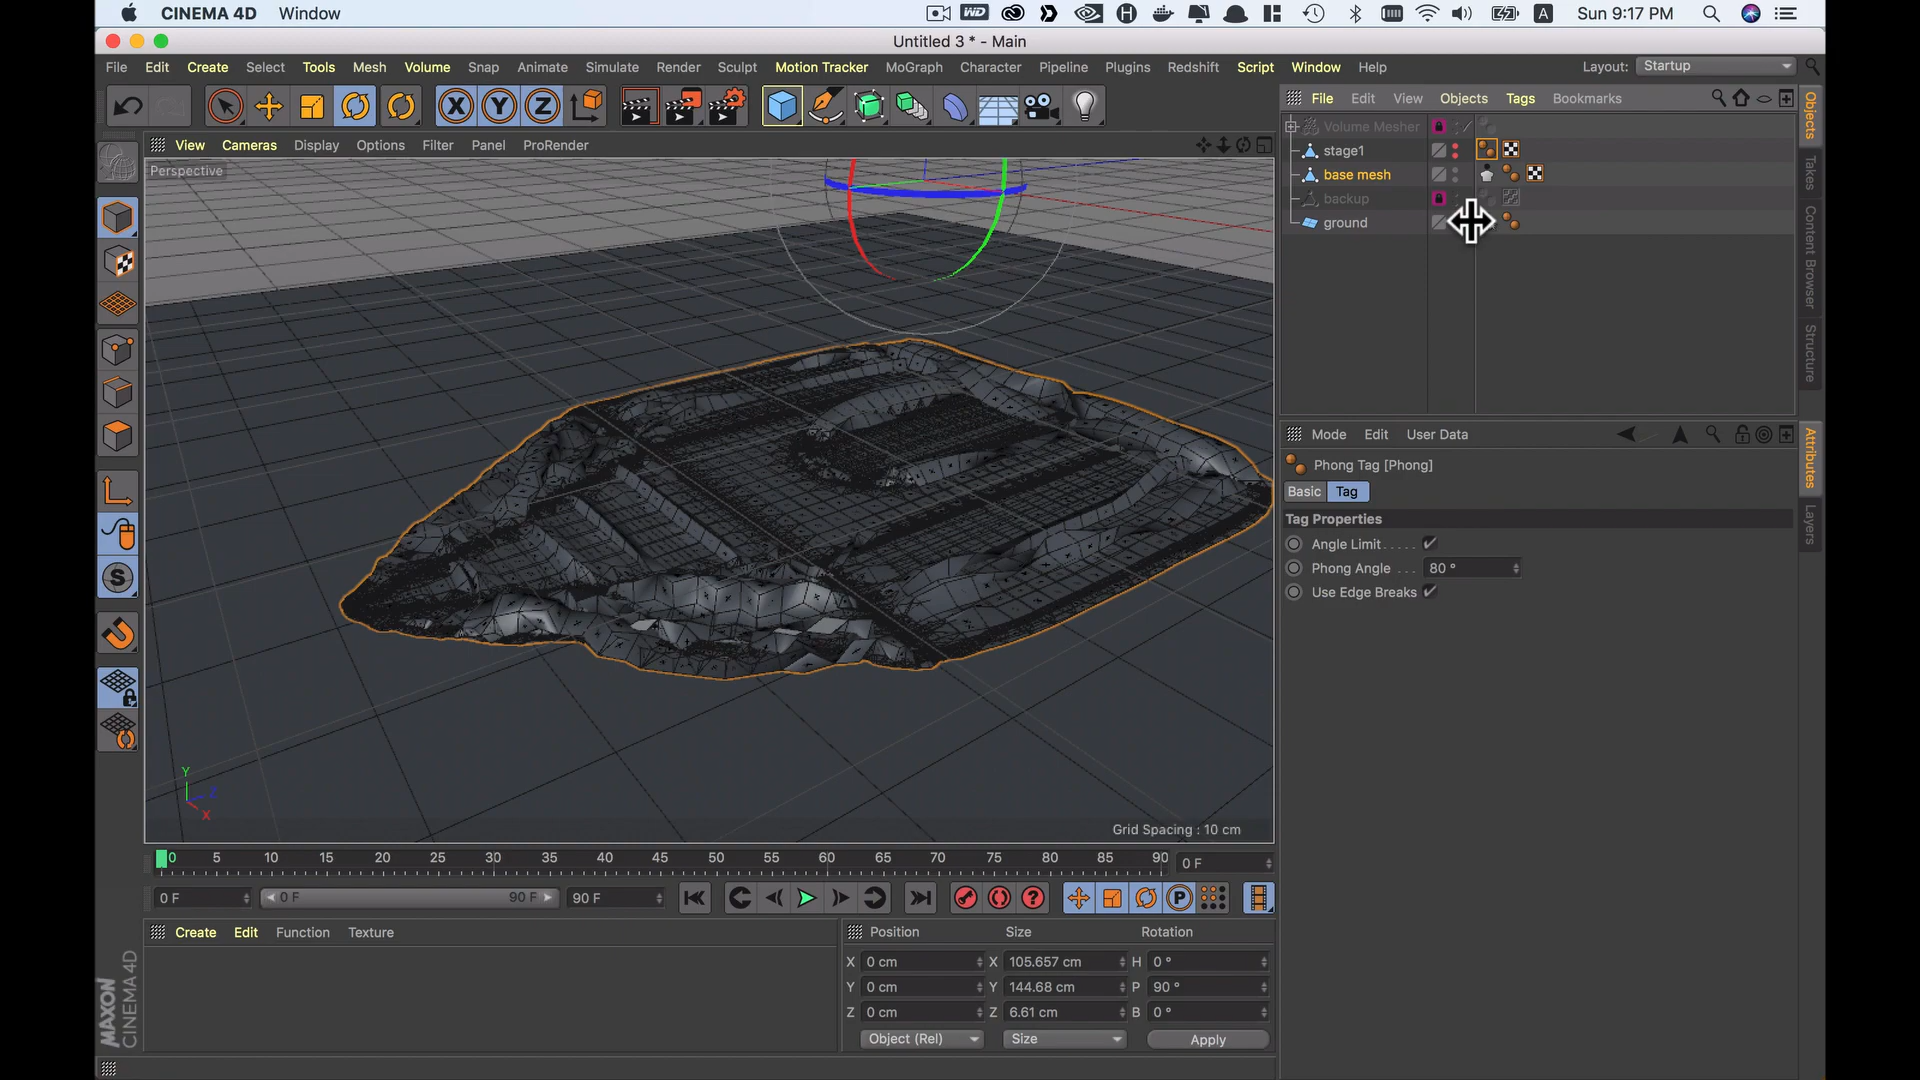 CINEMA 4D Window
A Sun 9:17 PM
Untitled 3 * - Main
File Edit Create Select Tools Mesh Volume Snap Animate Simulate Render Sculpt Motion Tracker MoGraph Character Pipeline Plugins Redshift Script Window Help Layout: Startup
X Y Z
File Edit View Objects Tags Bookmarks
Objects
Takes
Content Browser
Structure
View Cameras Display Options Filter Panel ProRender
Perspective
Volume Mesher
stage1
base mesh
backup
ground
Mode Edit User Data
Attributes
Layers
Phong Tag [Phong]
Basic Tag
Tag Properties
Angle Limit . . . . .
Phong Angle . . . 80 °
Use Edge Breaks
Y
Z
X
Grid Spacing : 10 cm
0 5 10 15 20 25 30 35 40 45 50 55 60 65 70 75 80 85 90 0 F
0 F 0 F 90 F 90 F
Create Edit Function Texture
Position Size Rotation
X 0 cm X 105.657 cm H 0 °
Y 0 cm Y 144.68 cm P 90 °
Z 0 cm Z 6.61 cm B 0 °
Object (Rel) Size Apply
MAXON
CINEMA 4D